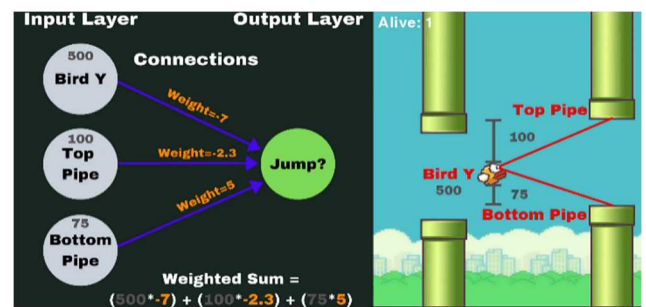 Input Layer
Output Layer
500
Bird Y
Connections
Weight=-7
100
Top
Pipe
Weight=-2.3
Jump?
75
Bottom
Pipe
Weight=5
Weighted Sum =
(500*-7) + (100*-2.3) + (75*5)
Alive: 1
Top Pipe
100
Bird Y
500
75
Bottom Pipe